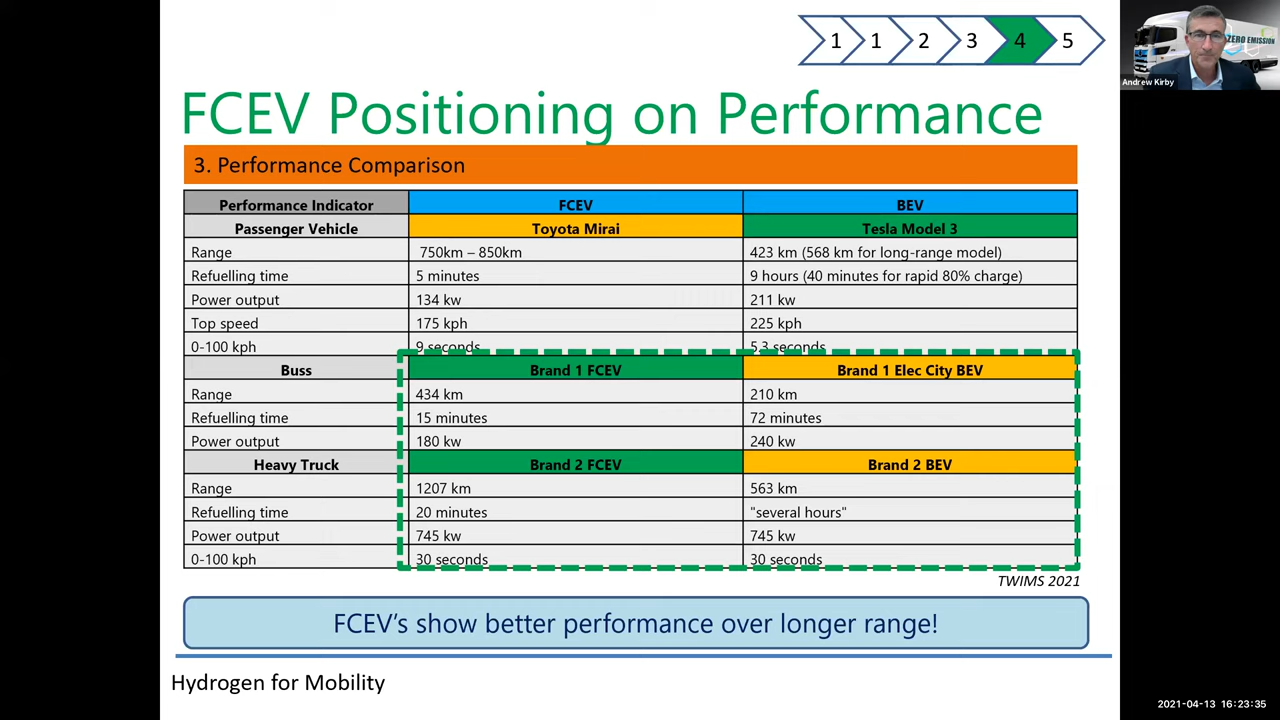 1 1 2 3 4 5
ZERO EMISSION
Andrew Kirby
FCEV Positioning on Performance
3. Performance Comparison
Performance Indicator FCEV BEV
Passenger Vehicle Toyota Mirai Tesla Model 3
Range 750km – 850km 423 km (568 km for long-range model)
Refuelling time 5 minutes 9 hours (40 minutes for rapid 80% charge)
Power output 134 kw 211 kw
Top speed 175 kph 225 kph
0-100 kph 9 seconds 5.3 seconds
Buss Brand 1 FCEV Brand 1 Elec City BEV
Range 434 km 210 km
Refuelling time 15 minutes 72 minutes
Power output 180 kw 240 kw
Heavy Truck Brand 2 FCEV Brand 2 BEV
Range 1207 km 563 km
Refuelling time 20 minutes "several hours"
Power output 745 kw 745 kw
0-100 kph 30 seconds 30 seconds
TWIMS 2021
FCEV's show better performance over longer range!
Hydrogen for Mobility
2021-04-13 16:23:35